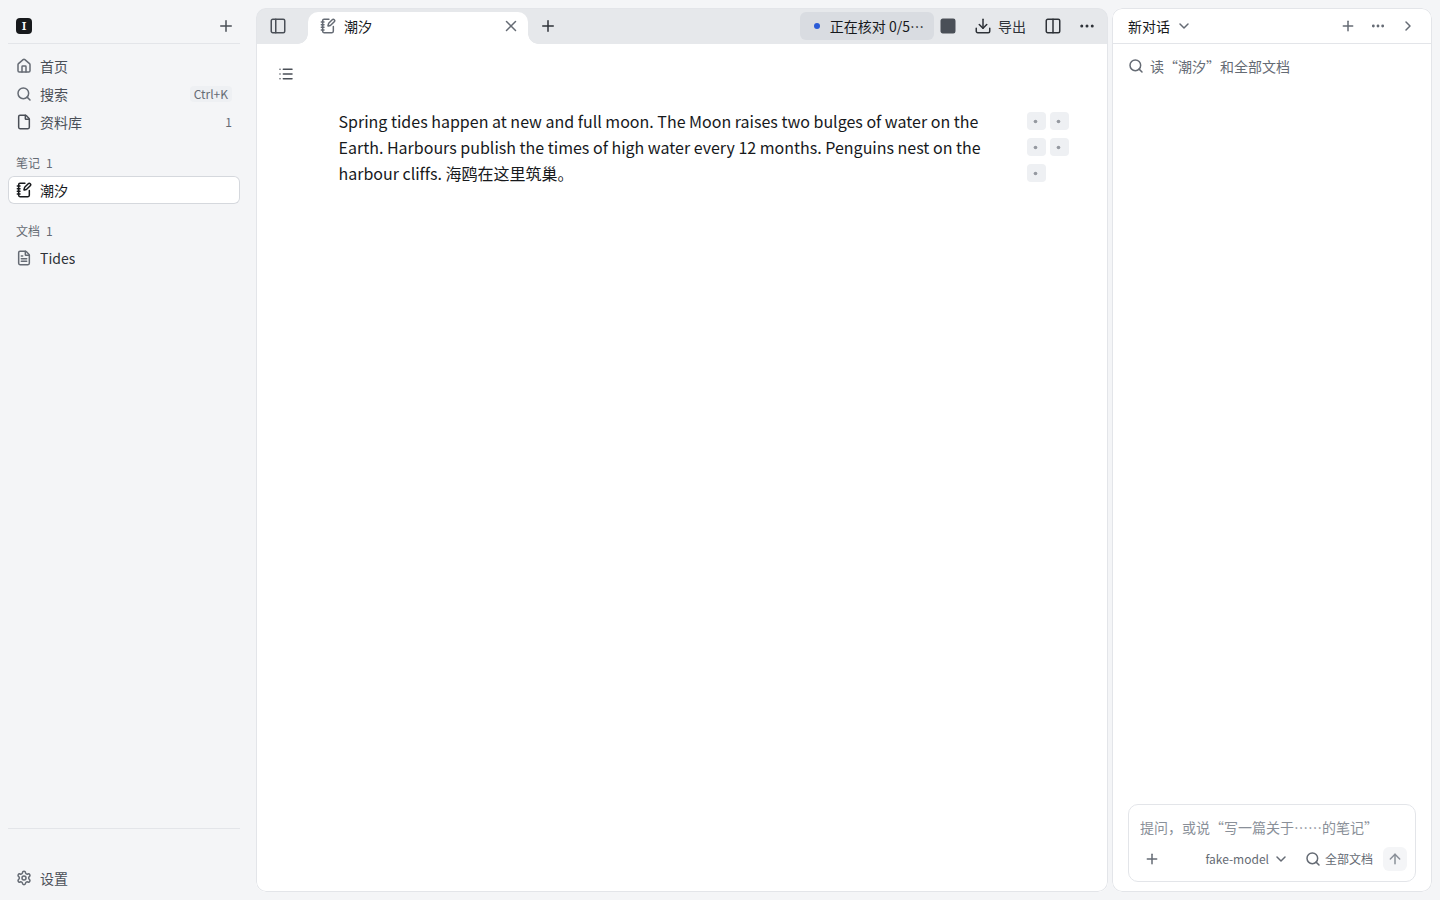 I
首页
搜索 Ctrl+K
资料库 1
笔记 1
潮汐
文档 1
Tides
设置
潮汐
正在核对 0/5…
导出
Spring tides happen at new and full moon. The Moon raises two bulges of water on the
Earth. Harbours publish the times of high water every 12 months. Penguins nest on the
harbour cliffs. 海鸥在这里筑巢。
新对话
读“潮汐”和全部文档
提问，或说“写一篇关于……的笔记”
fake-model 全部文档